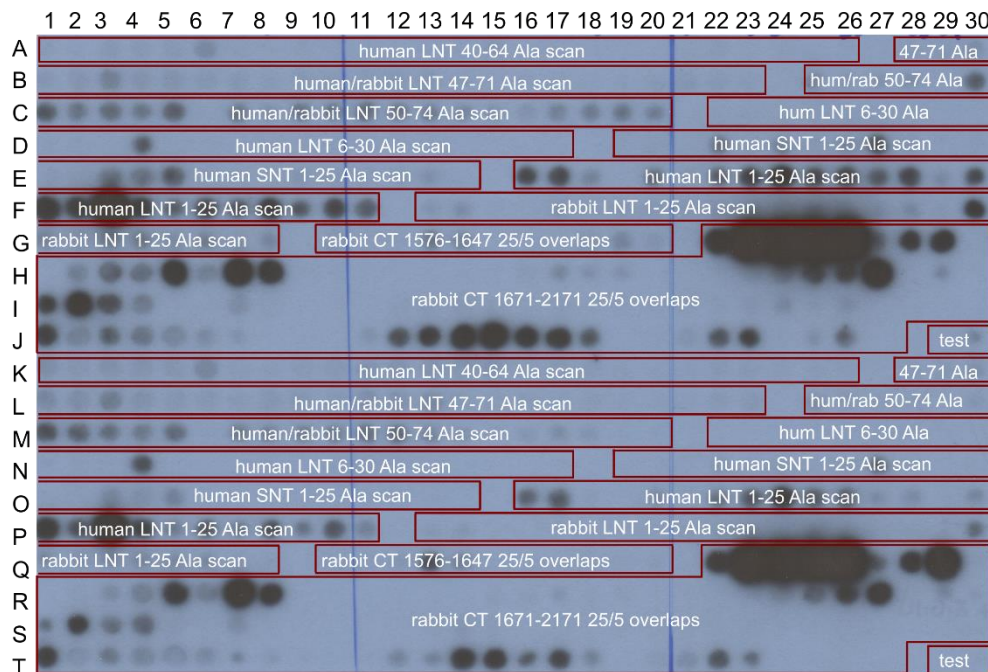 1 2 3 4 5 6 7 8 9 10 11 12 13 14 15 16 17 18 19 20 21 22 23 24 25 26 27 28 29 30
A human LNT 40-64 Ala scan 47-71 Ala
B human/rabbit LNT 47-71 Ala scan hum/rab 50-74 Ala
C human/rabbit LNT 50-74 Ala scan hum LNT 6-30 Ala
D human LNT 6-30 Ala scan human SNT 1-25 Ala scan
E human SNT 1-25 Ala scan human LNT 1-25 Ala scan
F human LNT 1-25 Ala scan rabbit LNT 1-25 Ala scan
G rabbit LNT 1-25 Ala scan rabbit CT 1576-1647 25/5 overlaps
H
I rabbit CT 1671-2171 25/5 overlaps
J test
K human LNT 40-64 Ala scan 47-71 Ala
L human/rabbit LNT 47-71 Ala scan hum/rab 50-74 Ala
M human/rabbit LNT 50-74 Ala scan hum LNT 6-30 Ala
N human LNT 6-30 Ala scan human SNT 1-25 Ala scan
O human SNT 1-25 Ala scan human LNT 1-25 Ala scan
P human LNT 1-25 Ala scan rabbit LNT 1-25 Ala scan
Q rabbit LNT 1-25 Ala scan rabbit CT 1576-1647 25/5 overlaps
R
S rabbit CT 1671-2171 25/5 overlaps
T test